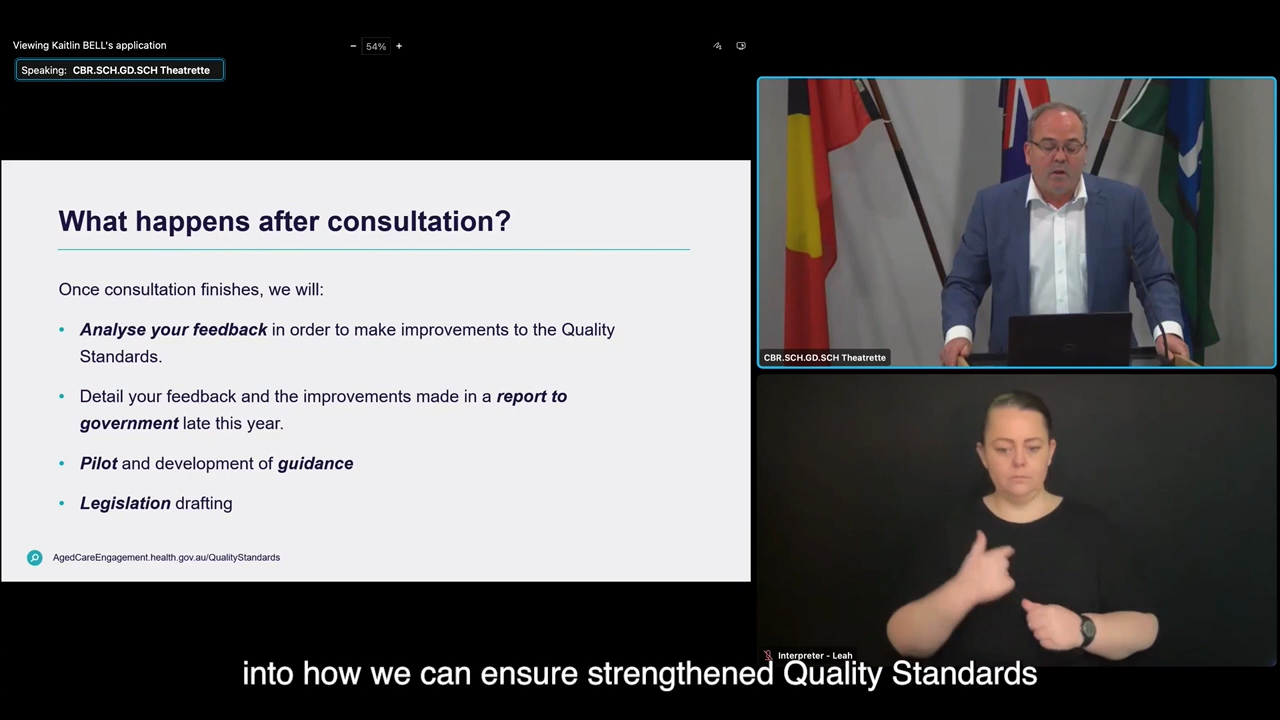 Viewing Kaitlin BELL's application
− 54% +
Speaking: CBR.SCH.GD.SCH Theatrette
What happens after consultation?
Once consultation finishes, we will:
• Analyse your feedback in order to make improvements to the Quality
Standards.
• Detail your feedback and the improvements made in a report to
government late this year.
• Pilot and development of guidance
• Legislation drafting
AgedCareEngagement.health.gov.au/QualityStandards
CBR.SCH.GD.SCH Theatrette
Interpreter - Leah
into how we can ensure strengthened Quality Standards